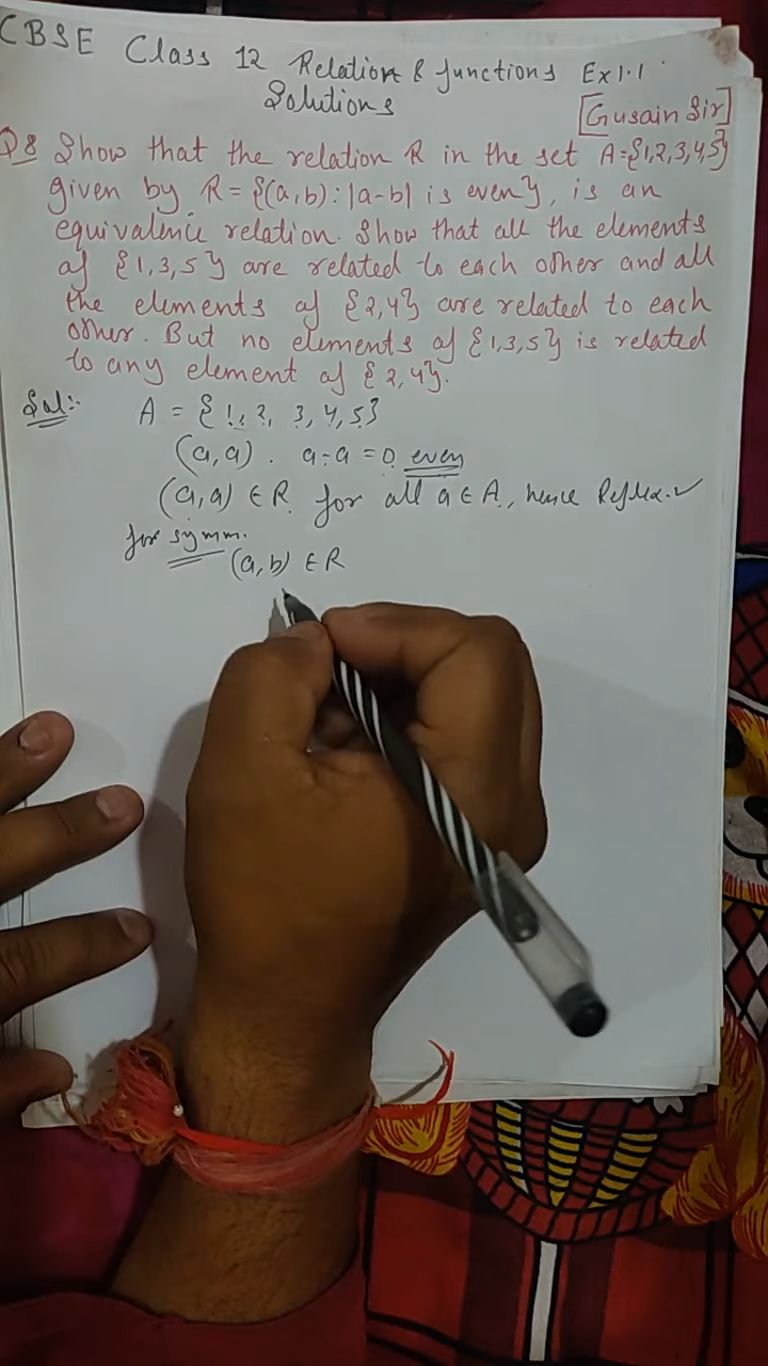 CBSE Class 12 Relation & functions Ex 1.1
Solutions [Gusain Sir]
Q8 Show that the relation R in the set A={1,2,3,4,5}
given by R = {(a,b) : |a-b| is even}, is an
equivalence relation. Show that all the elements
of {1,3,5} are related to each other and all
the elements of {2,4} are related to each
other. But no elements of {1,3,5} is related
to any element of {2,4}.
Sol:- A = {1, 2, 3, 4, 5}
(a,a). a-a = 0 even
(a,a) ∈ R for all a ∈ A, hence Reflex. ✓
for symm.
(a,b) ∈ R